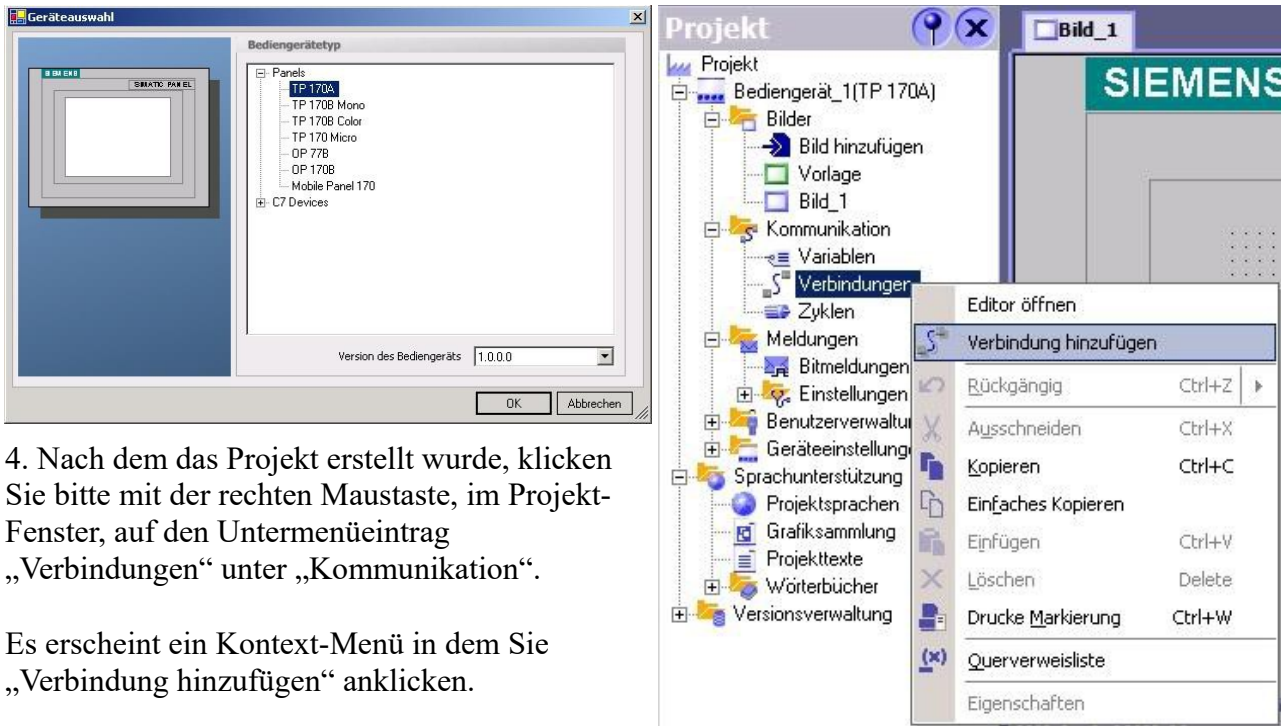 Geräteauswahl
SIEMENS
SIMATIC PANEL
Bediengerätetyp
Panels
TP 170A
TP 170B Mono
TP 170B Color
TP 170 Micro
OP 77B
OP 170B
Mobile Panel 170
C7 Devices
Version des Bediengeräts 1.0.0.0
OK Abbrechen
4. Nach dem das Projekt erstellt wurde, klicken
Sie bitte mit der rechten Maustaste, im Projekt-
Fenster, auf den Untermenüeintrag
„Verbindungen“ unter „Kommunikation“.
Es erscheint ein Kontext-Menü in dem Sie
„Verbindung hinzufügen“ anklicken.
Projekt
Projekt
Bediengerät_1(TP 170A)
Bilder
Bild hinzufügen
Vorlage
Bild_1
Kommunikation
Variablen
Verbindungen
Zyklen
Meldungen
Bitmeldungen
Einstellungen
Benutzerverwaltu
Geräteeinstellung
Sprachunterstützung
Projektsprachen
Grafiksammlung
Projekttexte
Wörterbücher
Versionsverwaltung
Bild_1
SIEMENS
Editor öffnen
Verbindung hinzufügen
Rückgängig Ctrl+Z
Ausschneiden Ctrl+X
Kopieren Ctrl+C
Einfaches Kopieren
Einfügen Ctrl+V
Löschen Delete
Drucke Markierung Ctrl+W
Querverweisliste
Eigenschaften